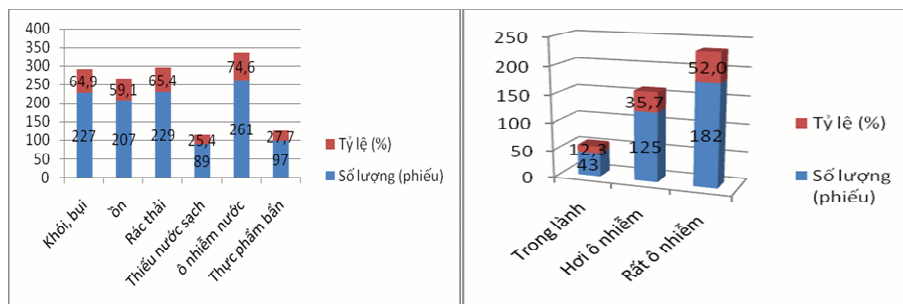 400
350
300
250
200
150
100
50
0
64,9
59,1
65,4
25,4
74,6
27,7
227
207
229
89
261
97
Khói, bụi
ồn
Rác thải
Thiếu nước sạch
ô nhiễm nước
Thực phẩm bẩn
Tỷ lệ (%)
Số lượng (phiếu)
250
200
150
100
50
0
12,3
35,7
52,0
43
125
182
Trong lành
Hơi ô nhiễm
Rất ô nhiễm
Tỷ lệ (%)
Số lượng
(phiếu)